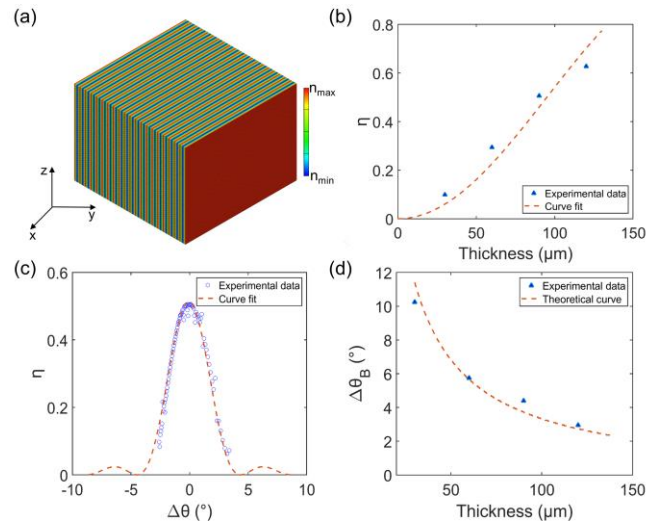 (a)
n_max
n_min
z
y
x
(b)
0.8
0.6
0.4
0.2
0
η
0 50 100 150
Thickness (μm)
Experimental data
Curve fit
(c)
0.6
0.4
0.2
0
η
-10 -5 0 5 10
Δθ (°)
Experimental data
Curve fit
(d)
12
10
8
6
4
2
0
Δθ_B (°)
50 100 150
Thickness (μm)
Experimental data
Theoretical curve